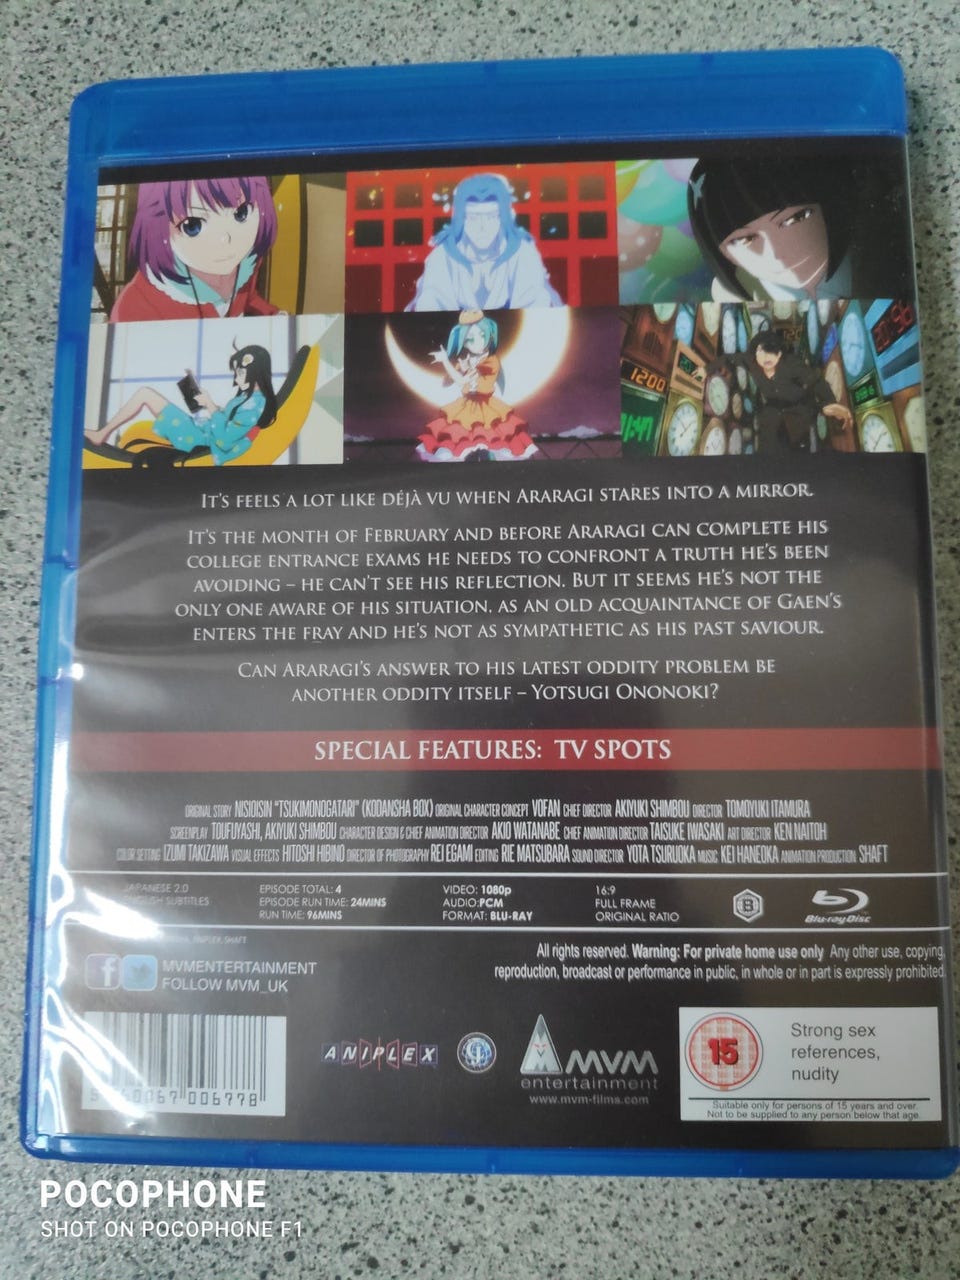 12:00
11:47
IT'S FEELS A LOT LIKE DÉJÀ VU WHEN ARARAGI STARES INTO A MIRROR.
IT'S THE MONTH OF FEBRUARY AND BEFORE ARARAGI CAN COMPLETE HIS
COLLEGE ENTRANCE EXAMS HE NEEDS TO CONFRONT A TRUTH HE'S BEEN
AVOIDING – HE CAN'T SEE HIS REFLECTION. BUT IT SEEMS HE'S NOT THE
ONLY ONE AWARE OF HIS SITUATION, AS AN OLD ACQUAINTANCE OF GAEN'S
ENTERS THE FRAY AND HE'S NOT AS SYMPATHETIC AS HIS PAST SAVIOUR.
CAN ARARAGI'S ANSWER TO HIS LATEST ODDITY PROBLEM BE
ANOTHER ODDITY ITSELF – YOTSUGI ONONOKI?
SPECIAL FEATURES: TV SPOTS
ORIGINAL STORY NISIOISIN "TSUKIMONOGATARI" (KODANSHA BOX) ORIGINAL CHARACTER CONCEPT VOFAN CHIEF DIRECTOR AKIYUKI SHIMBOU DIRECTOR TOMOYUKI ITAMURA
SCREENPLAY TOUFUYASHI, AKIYUKI SHIMBOU CHARACTER DESIGN & CHIEF ANIMATION DIRECTOR AKIO WATANABE CHIEF ANIMATION DIRECTOR TAISUKE IWASAKI ART DIRECTOR KEN NAITOH
COLOR SETTING IZUMI TAKIZAWA VISUAL EFFECTS HITOSHI HIBINO DIRECTOR OF PHOTOGRAPHY REI EGAMI EDITING RIE MATSUBARA SOUND DIRECTOR YOTA TSURUOKA MUSIC KEI HANEOKA ANIMATION PRODUCTION SHAFT
JAPANESE 2.0
ENGLISH SUBTITLES
EPISODE TOTAL: 4
EPISODE RUN TIME: 24MINS
RUN TIME: 96MINS
VIDEO: 1080p
AUDIO:PCM
FORMAT: BLU-RAY
16:9
FULL FRAME
ORIGINAL RATIO
B
Blu-ray Disc
ANIPLEX, SHAFT
All rights reserved. Warning: For private home use only Any other use, copying,
reproduction, broadcast or performance in public, in whole or in part is expressly prohibited.
MVMENTERTAINMENT
FOLLOW MVM_UK
006778
ANIPLEX
MVM
entertainment
www.mvm-films.com
15
Strong sex
references,
nudity
Suitable only for persons of 15 years and over.
Not to be supplied to any person below that age.
POCOPHONE
SHOT ON POCOPHONE F1